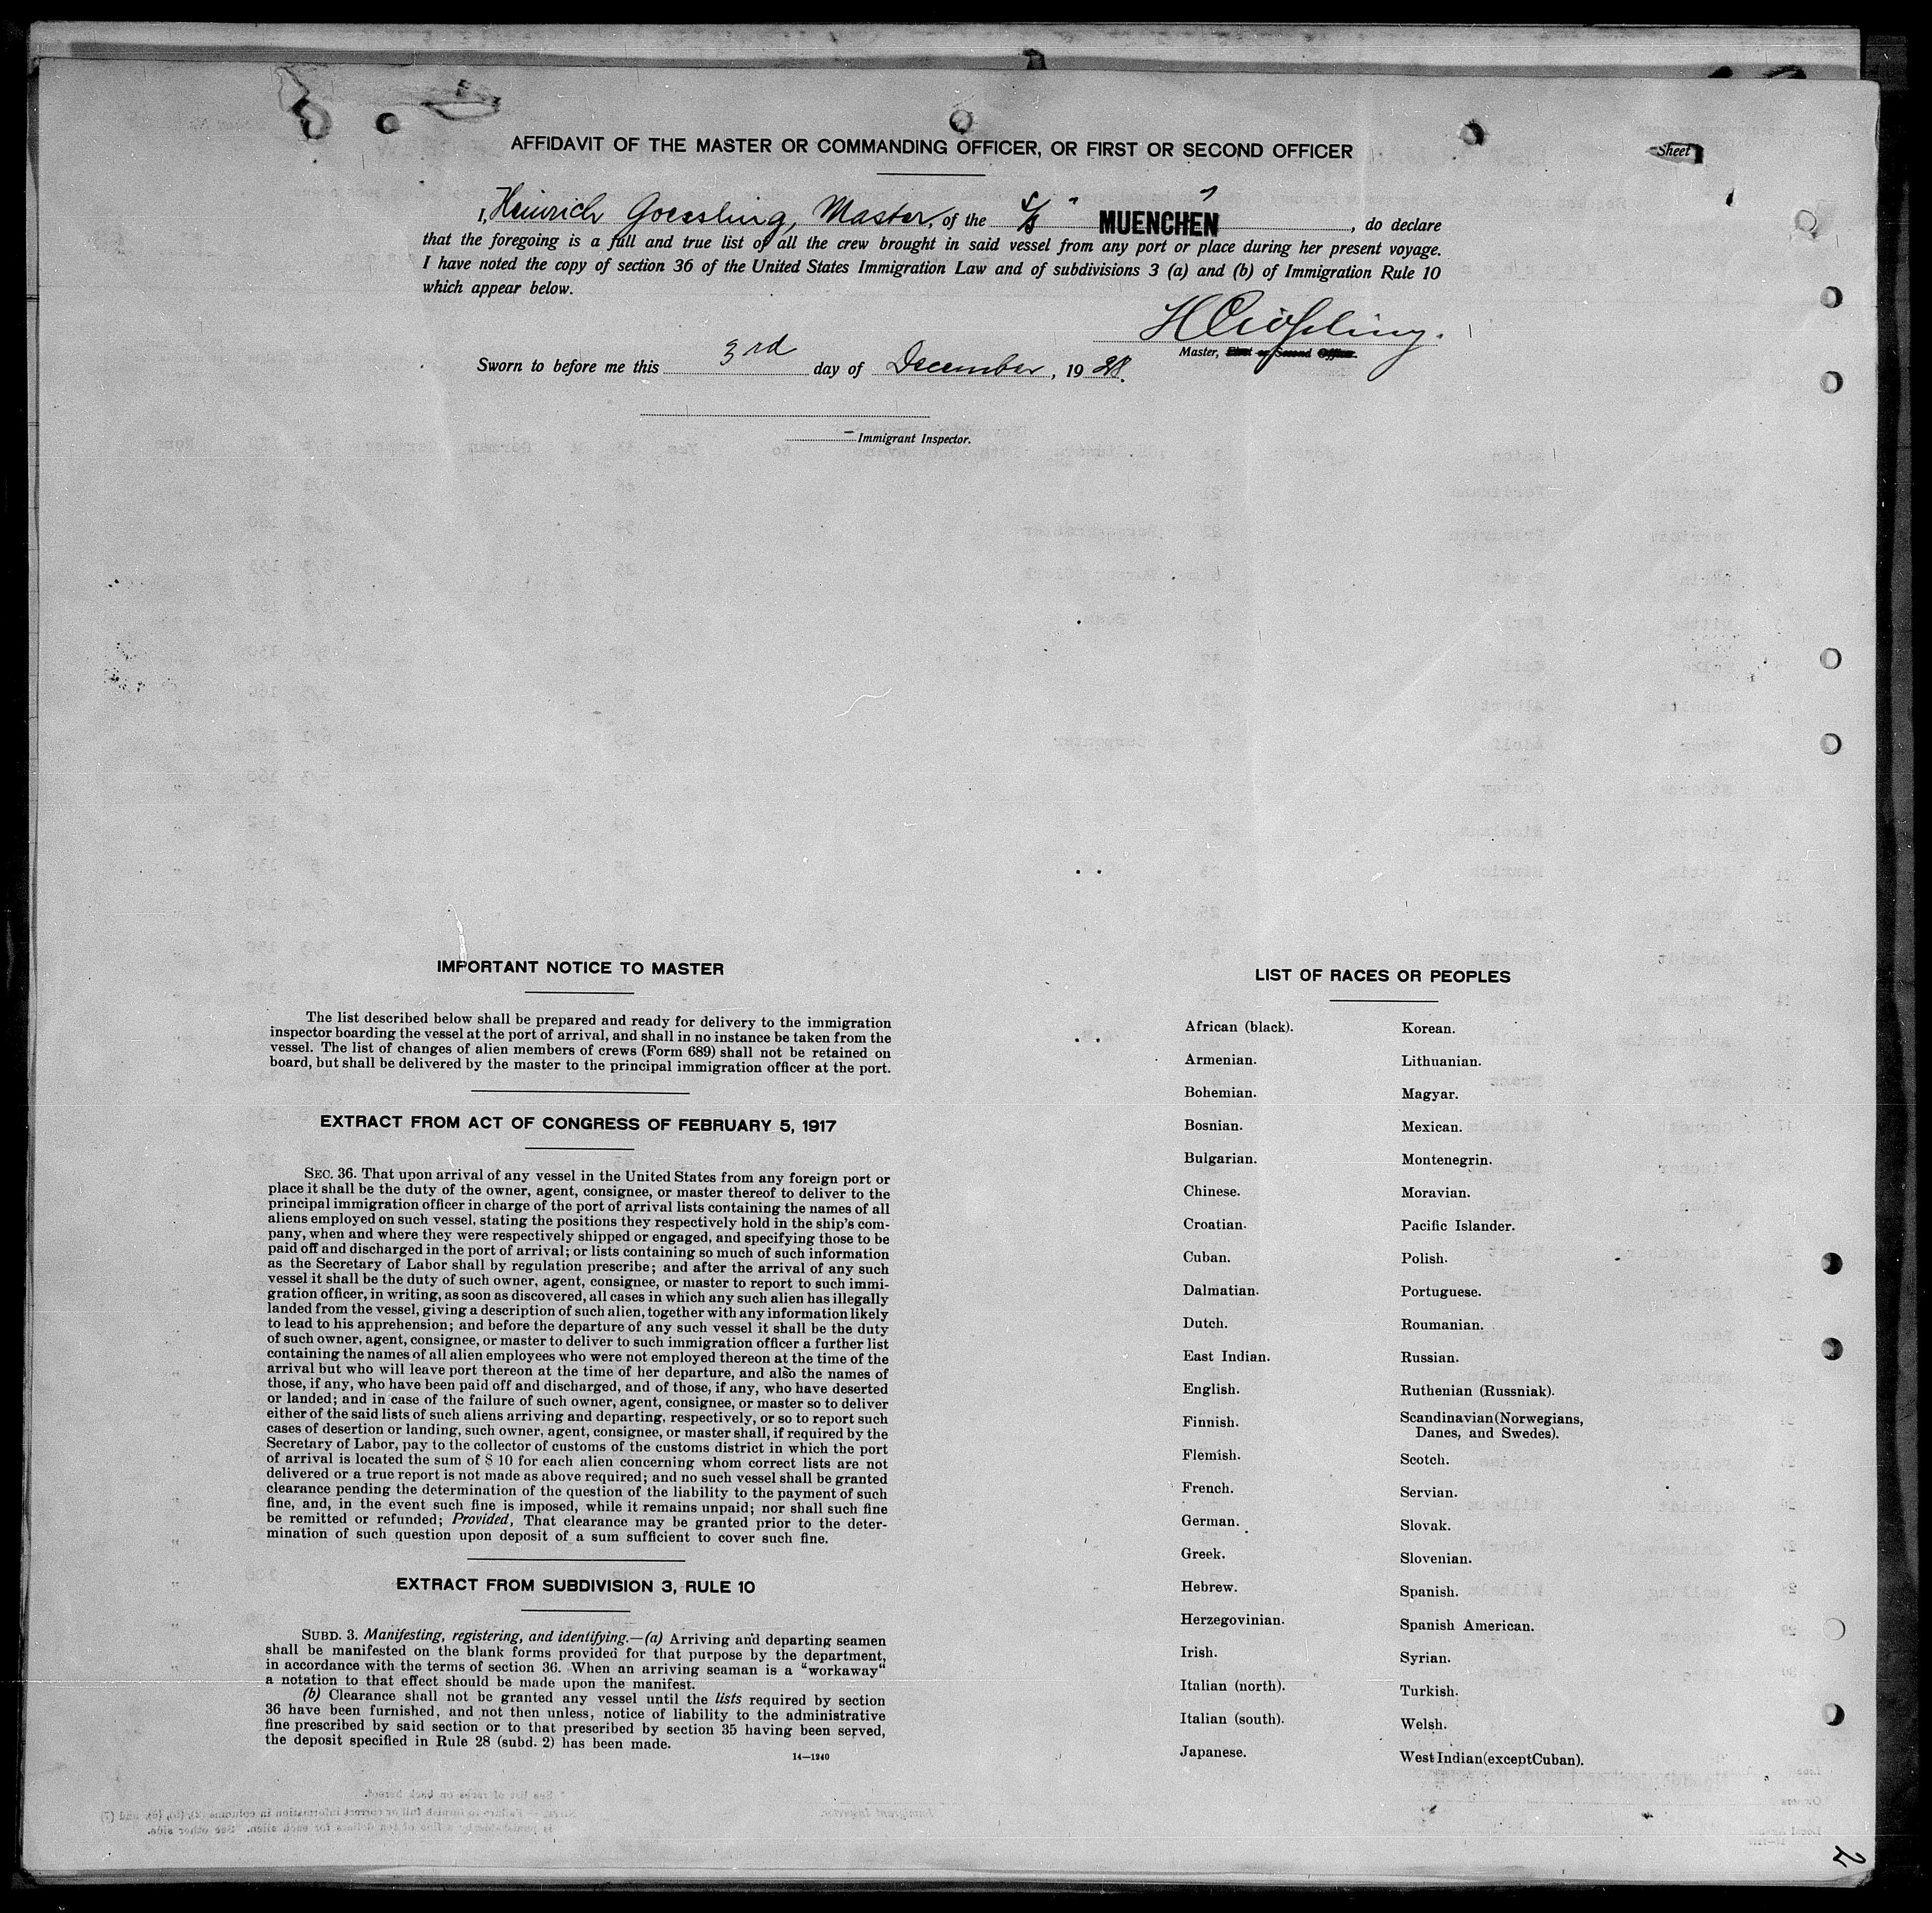 AFFIDAVIT OF THE MASTER OR COMMANDING OFFICER, OR FIRST OR SECOND OFFICER
Sheet
I, Heinrich Goessling, Master, of the S/S " MUENCHEN ", do declare
that the foregoing is a full and true list of all the crew brought in said vessel from any port or place during her present voyage.
I have noted the copy of section 36 of the United States Immigration Law and of subdivisions 3 (a) and (b) of Immigration Rule 10
which appear below.
Master, First or Second Officer.
Sworn to before me this 3rd day of December, 1928.
Immigrant Inspector.
IMPORTANT NOTICE TO MASTER
The list described below shall be prepared and ready for delivery to the immigration
inspector boarding the vessel at the port of arrival, and shall in no instance be taken from the
vessel. The list of changes of alien members of crews (Form 689) shall not be retained on
board, but shall be delivered by the master to the principal immigration officer at the port.
EXTRACT FROM ACT OF CONGRESS OF FEBRUARY 5, 1917
SEC. 36. That upon arrival of any vessel in the United States from any foreign port or
place it shall be the duty of the owner, agent, consignee, or master thereof to deliver to the
principal immigration officer in charge of the port of arrival lists containing the names of all
aliens employed on such vessel, stating the positions they respectively hold in the ship's com-
pany, when and where they were respectively shipped or engaged, and specifying those to be
paid off and discharged in the port of arrival; or lists containing so much of such information
as the Secretary of Labor shall by regulation prescribe; and after the arrival of any such
vessel it shall be the duty of such owner, agent, consignee, or master to report to such immi-
gration officer, in writing, as soon as discovered, all cases in which any such alien has illegally
landed from the vessel, giving a description of such alien, together with any information likely
to lead to his apprehension; and before the departure of any such vessel it shall be the duty
of such owner, agent, consignee, or master to deliver to such immigration officer a further list
containing the names of all alien employees who were not employed thereon at the time of the
arrival but who will leave port thereon at the time of her departure, and also the names of
those, if any, who have been paid off and discharged, and of those, if any, who have deserted
or landed; and in case of the failure of such owner, agent, consignee, or master so to deliver
either of the said lists of such aliens arriving and departing, respectively, or so to report such
cases of desertion or landing, such owner, agent, consignee, or master shall, if required by the
Secretary of Labor, pay to the collector of customs of the customs district in which the port
of arrival is located the sum of $ 10 for each alien concerning whom correct lists are not
delivered or a true report is not made as above required; and no such vessel shall be granted
clearance pending the determination of the question of the liability to the payment of such
fine, and, in the event such fine is imposed, while it remains unpaid; nor shall such fine
be remitted or refunded; Provided, That clearance may be granted prior to the deter-
mination of such question upon deposit of a sum sufficient to cover such fine.
EXTRACT FROM SUBDIVISION 3, RULE 10
SUBD. 3. Manifesting, registering, and identifying.—(a) Arriving and departing seamen
shall be manifested on the blank forms provided for that purpose by the department,
in accordance with the terms of section 36. When an arriving seaman is a “workaway“
a notation to that effect should be made upon the manifest.
(b) Clearance shall not be granted any vessel until the lists required by section
36 have been furnished, and not then unless, notice of liability to the administrative
fine prescribed by said section or to that prescribed by section 35 having been served,
the deposit specified in Rule 28 (subd. 2) has been made.
14—1240
LIST OF RACES OR PEOPLES
African (black).
Armenian.
Bohemian.
Bosnian.
Bulgarian.
Chinese.
Croatian.
Cuban.
Dalmatian.
Dutch.
East Indian.
English.
Finnish.
Flemish.
French.
German.
Greek.
Hebrew.
Herzegovinian.
Irish.
Italian (north).
Italian (south).
Japanese.
Korean.
Lithuanian.
Magyar.
Mexican.
Montenegrin.
Moravian.
Pacific Islander.
Polish.
Portuguese.
Roumanian.
Russian.
Ruthenian (Russniak).
Scandinavian(Norwegians,
Danes, and Swedes).
Scotch.
Servian.
Slovak.
Slovenian.
Spanish.
Spanish American.
Syrian.
Turkish.
Welsh.
West Indian(except Cuban).
2